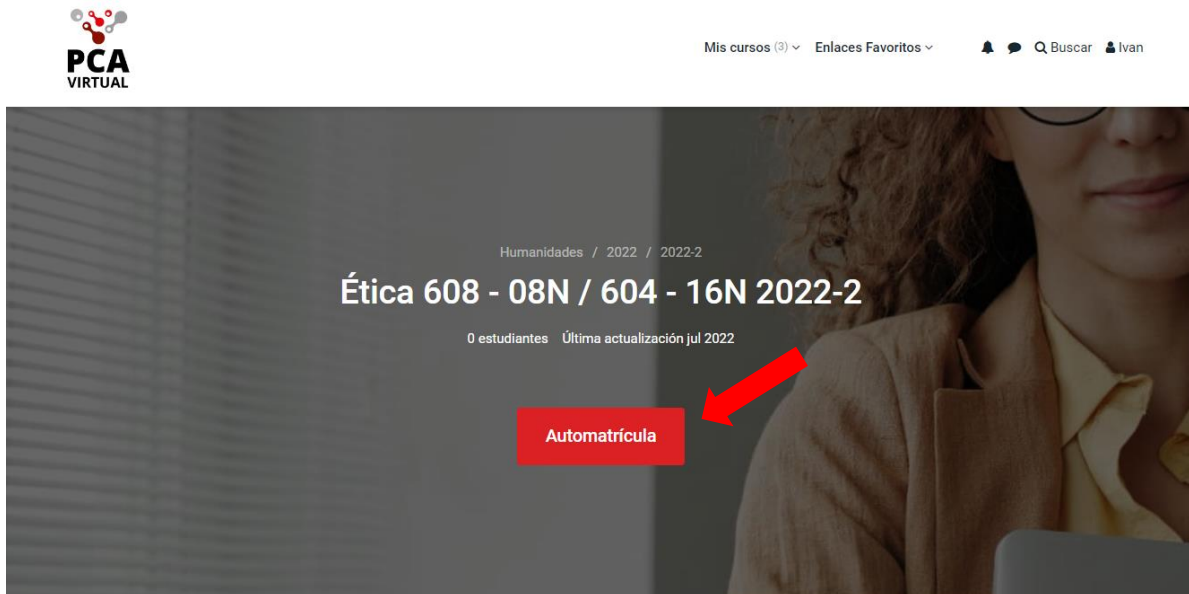 PCA
VIRTUAL
Mis cursos (3) Enlaces Favoritos Buscar Ivan
Humanidades / 2022 / 2022-2
Ética 608 - 08N / 604 - 16N 2022-2
0 estudiantes Última actualización jul 2022
Automatrícula